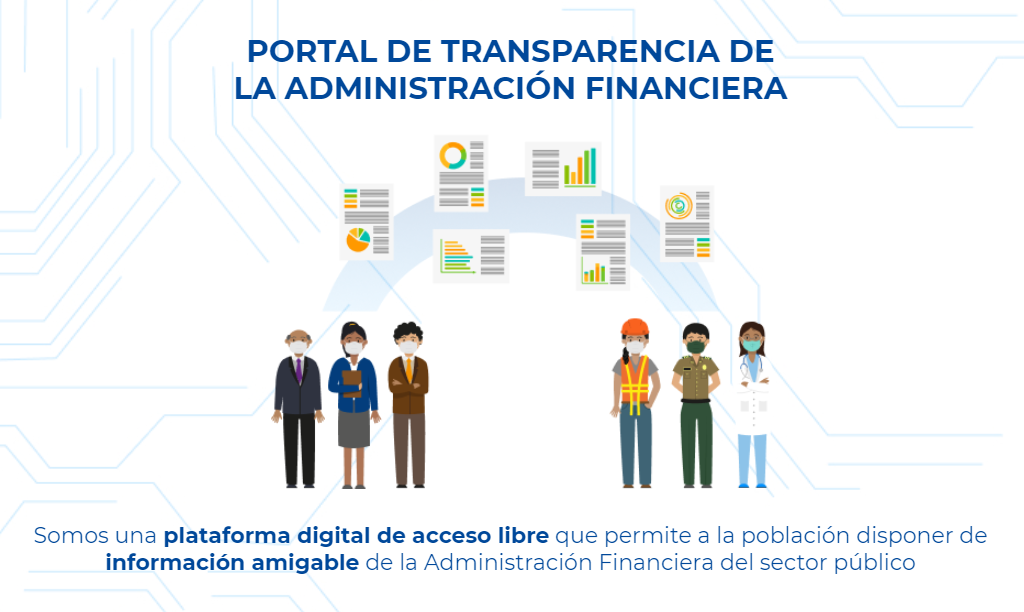 PORTAL DE TRANSPARENCIA DE
LA ADMINISTRACIÓN FINANCIERA
Somos una plataforma digital de acceso libre que permite a la población disponer de
información amigable de la Administración Financiera del sector público